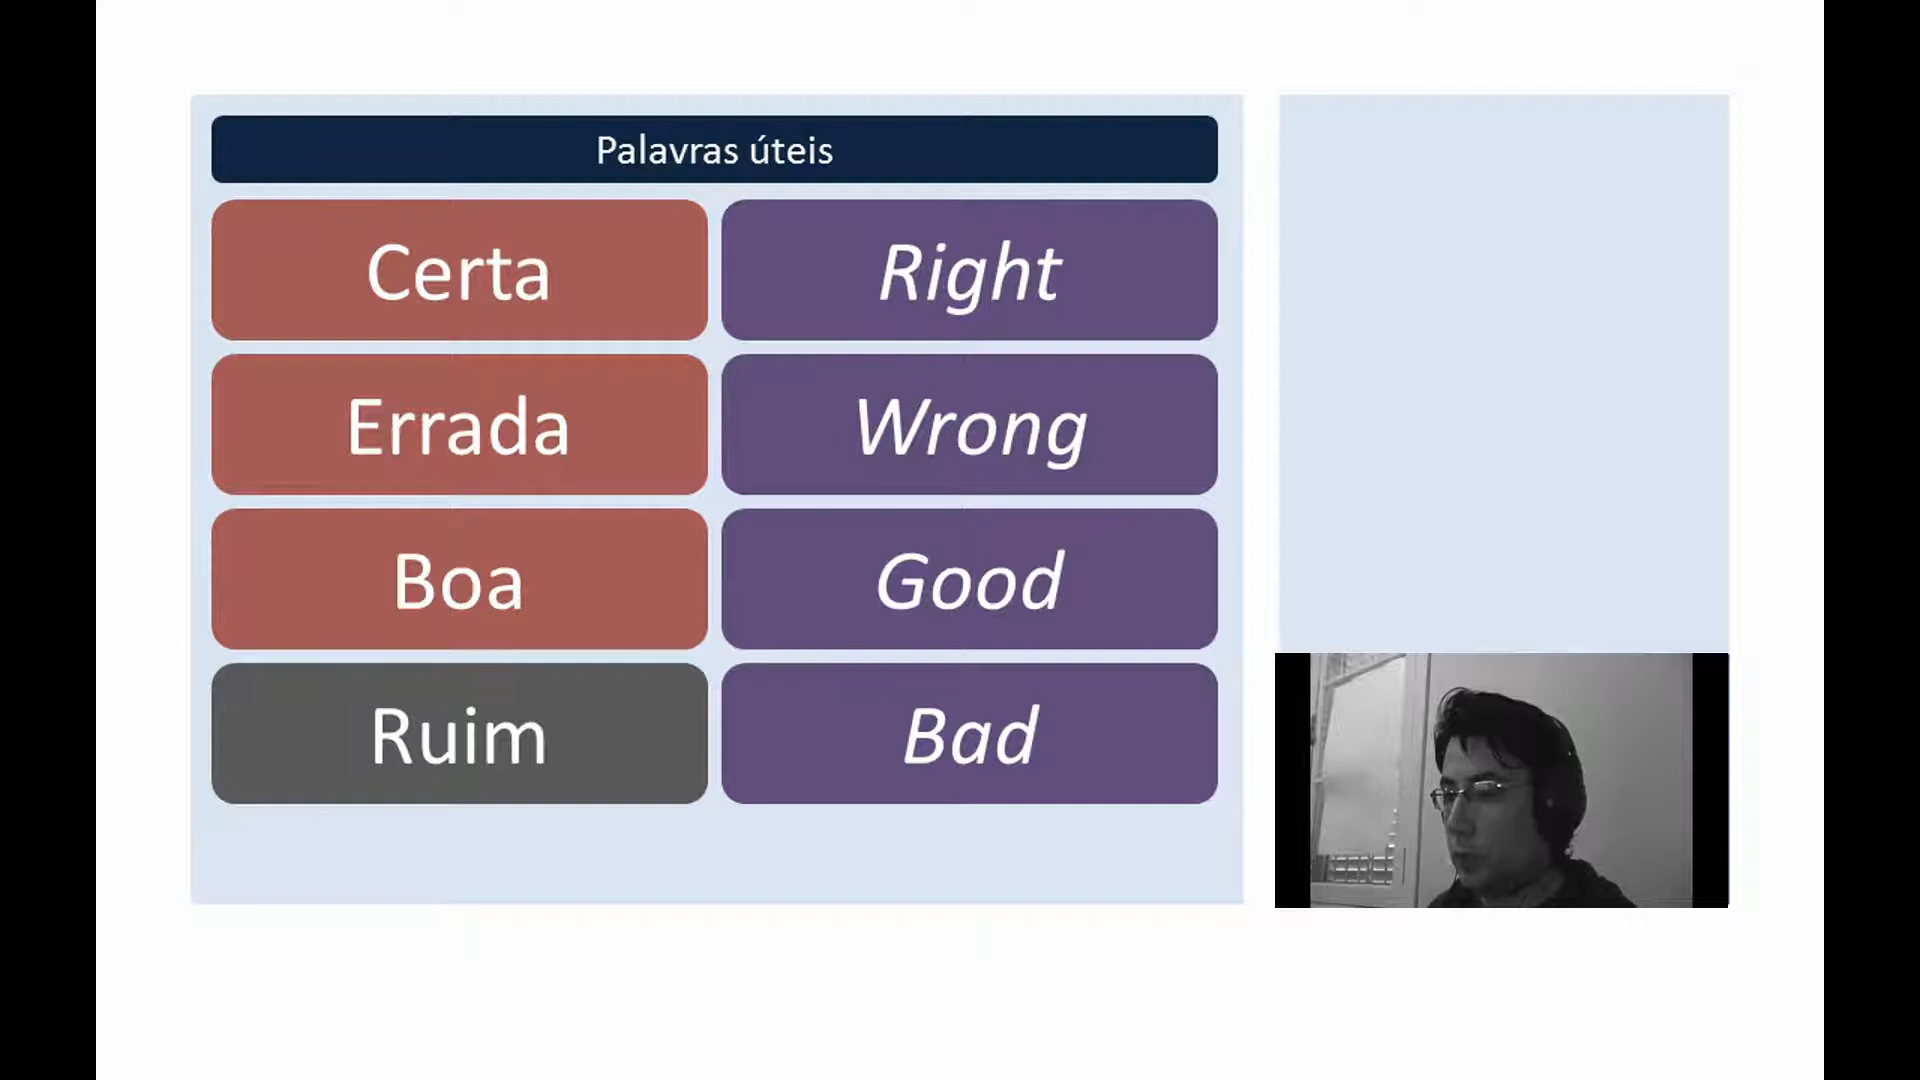 Palavras úteis
Certa
Right
Errada
Wrong
Boa
Good
Ruim
Bad